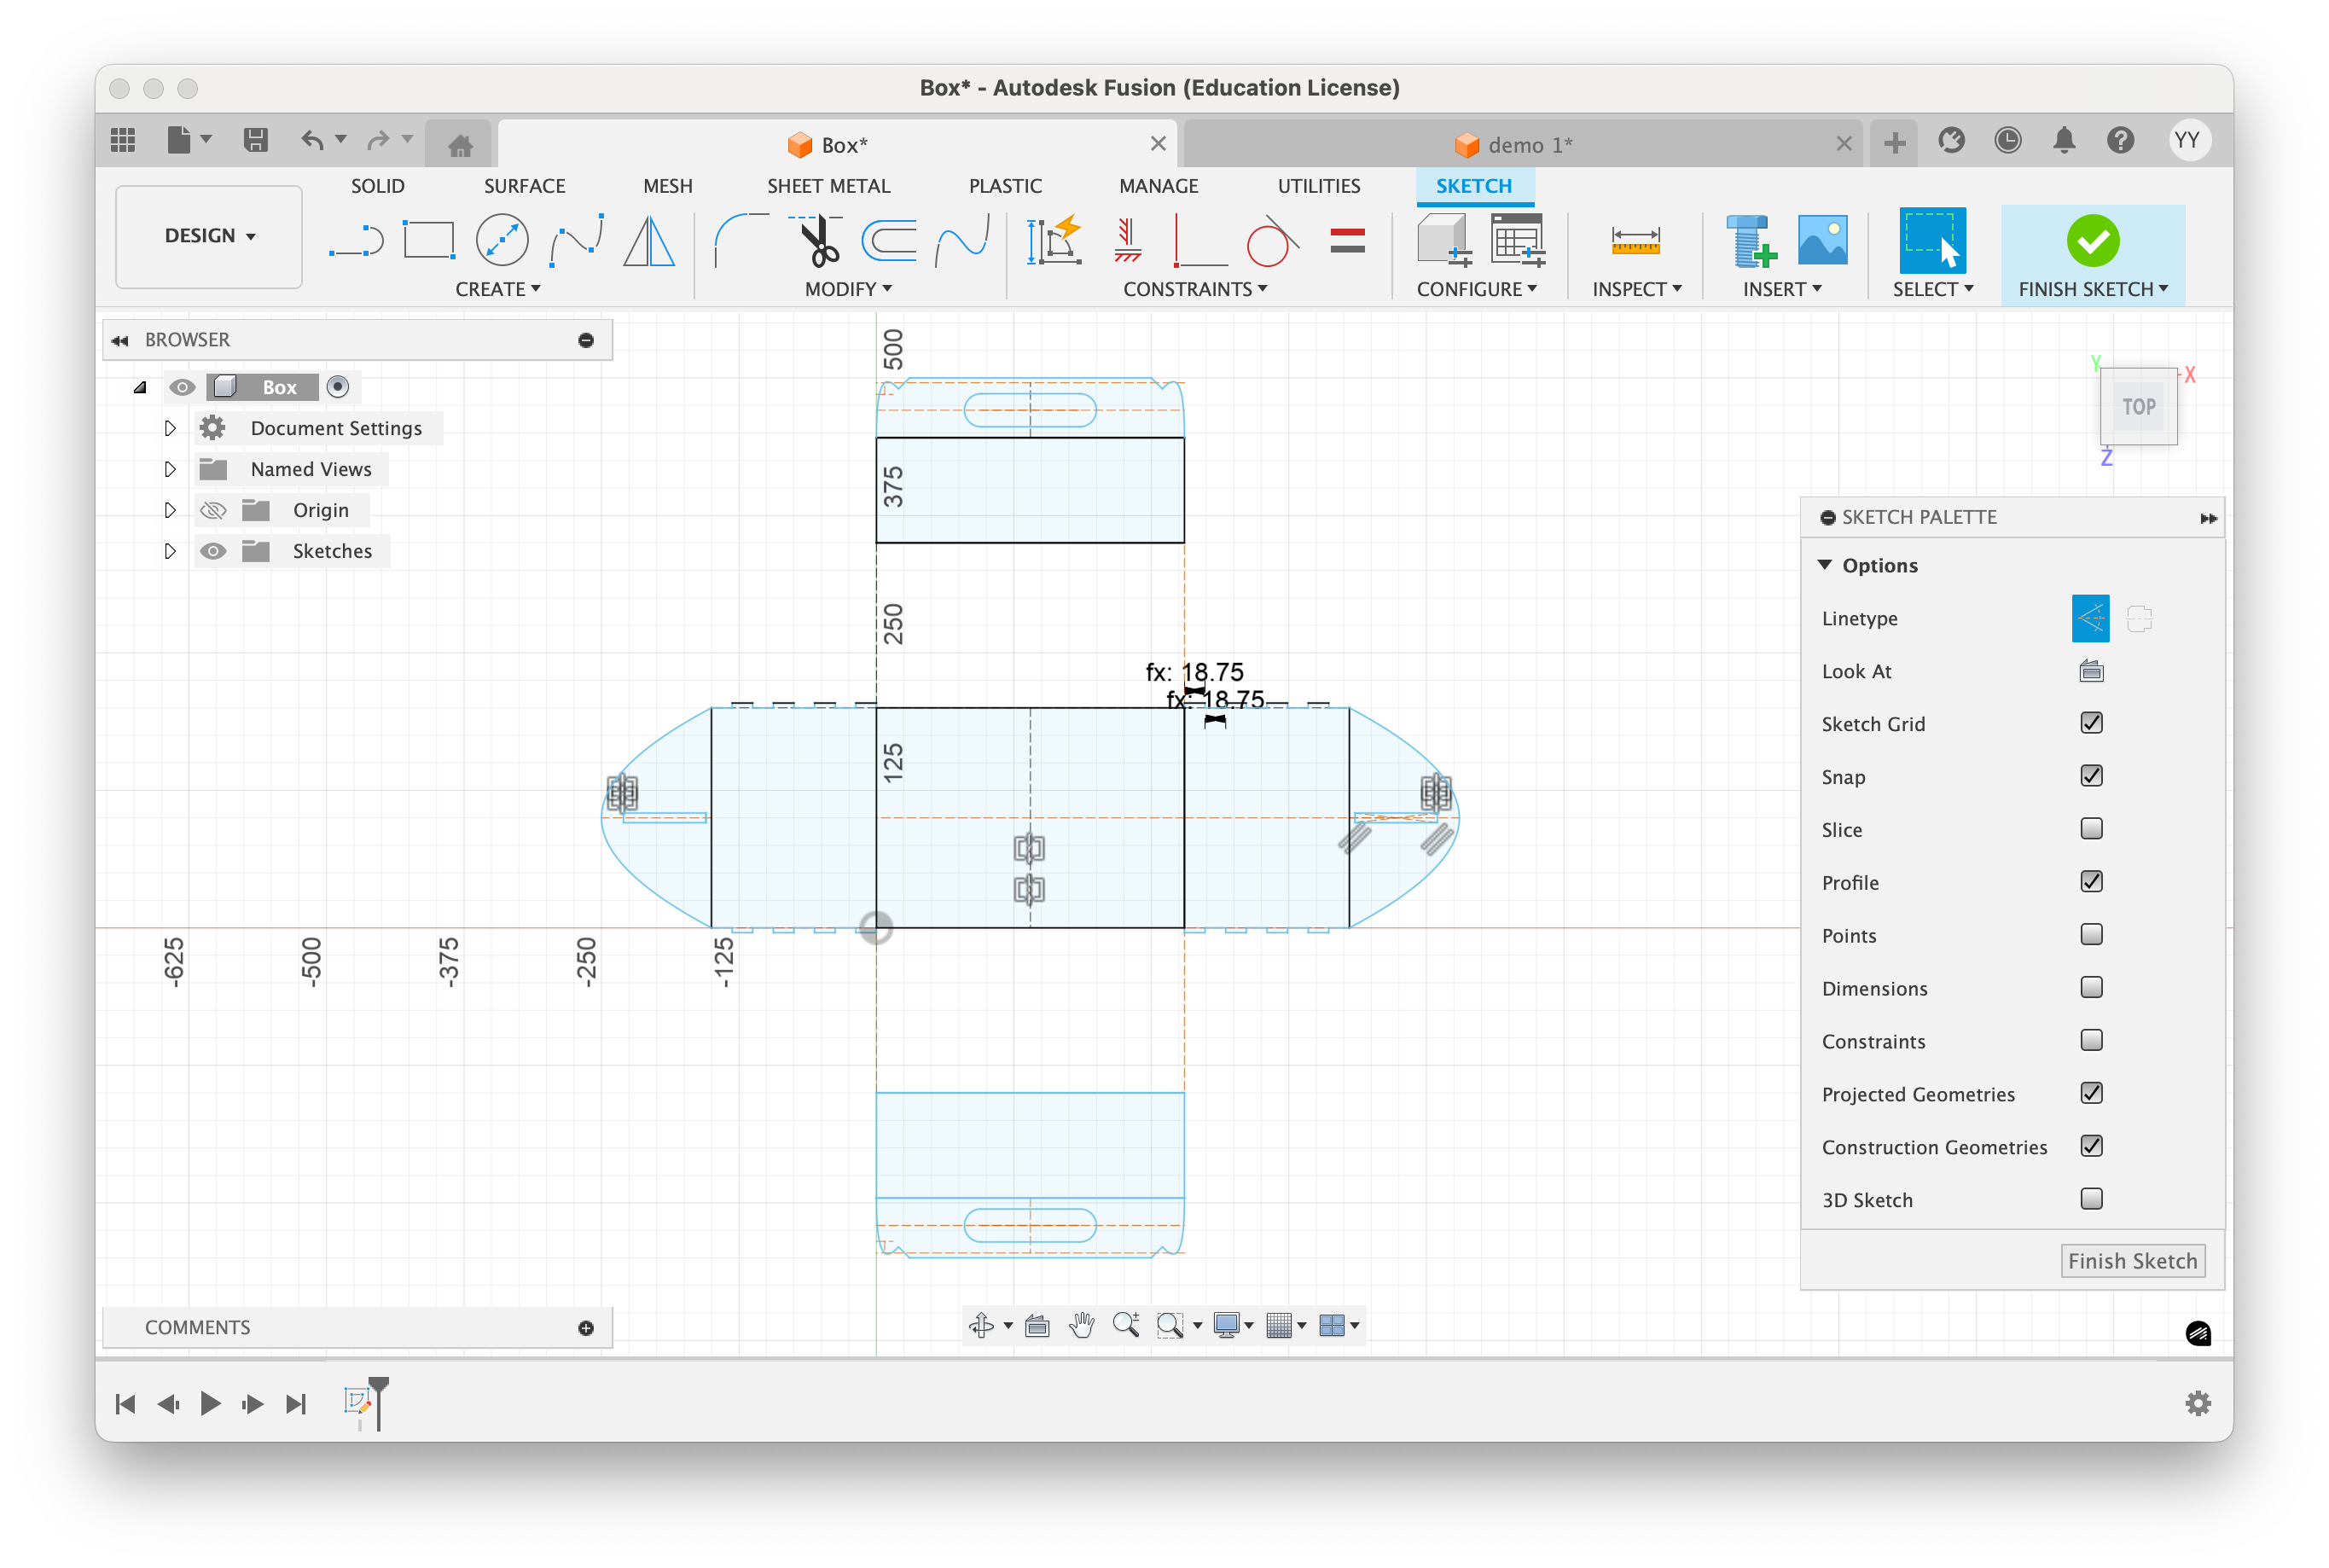 Box* - Autodesk Fusion (Education License)
Box*
demo 1*
YY
SOLID
SURFACE
MESH
SHEET METAL
PLASTIC
MANAGE
UTILITIES
SKETCH
DESIGN
CREATE
MODIFY
CONSTRAINTS
CONFIGURE
INSPECT
INSERT
SELECT
FINISH SKETCH
BROWSER
Box
Document Settings
Named Views
Origin
Sketches
500
375
250
125
fx: 18.75
fx: 18.75
-625
-500
-375
-250
-125
Y
X
TOP
Z
SKETCH PALETTE
Options
Linetype
Look At
Sketch Grid
Snap
Slice
Profile
Points
Dimensions
Constraints
Projected Geometries
Construction Geometries
3D Sketch
Finish Sketch
COMMENTS